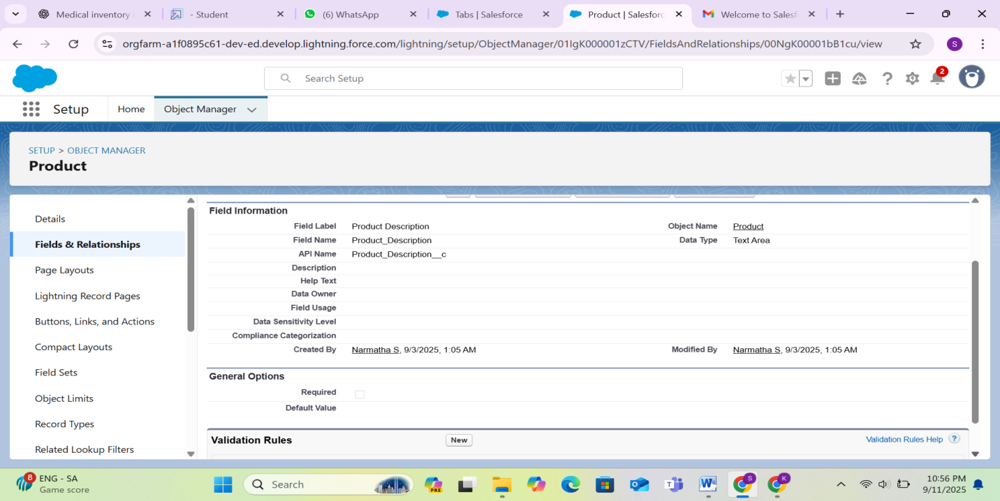 Medical inventory
- Student
(6) WhatsApp
Tabs | Salesforce
Product | Salesforc
Welcome to Salesf
orgfarm-a1f0895c61-dev-ed.develop.lightning.force.com/lightning/setup/ObjectManager/01IgK000001zCTV/FieldsAndRelationships/00NgK00001bB1cu/view
S
Search Setup
2
Setup
Home
Object Manager
SETUP > OBJECT MANAGER
Product
Details
Fields & Relationships
Page Layouts
Lightning Record Pages
Buttons, Links, and Actions
Compact Layouts
Field Sets
Object Limits
Record Types
Related Lookup Filters
Field Information
Field Label Product Description Object Name Product
Field Name Product_Description Data Type Text Area
API Name Product_Description__c
Description
Help Text
Data Owner
Field Usage
Data Sensitivity Level
Compliance Categorization
Created By Narmatha S, 9/3/2025, 1:05 AM Modified By Narmatha S, 9/3/2025, 1:05 AM
General Options
Required
Default Value
Validation Rules New Validation Rules Help ?
8 ENG - SA
Game score
Search
PRE
S
K
10:56 PM
9/11/2025